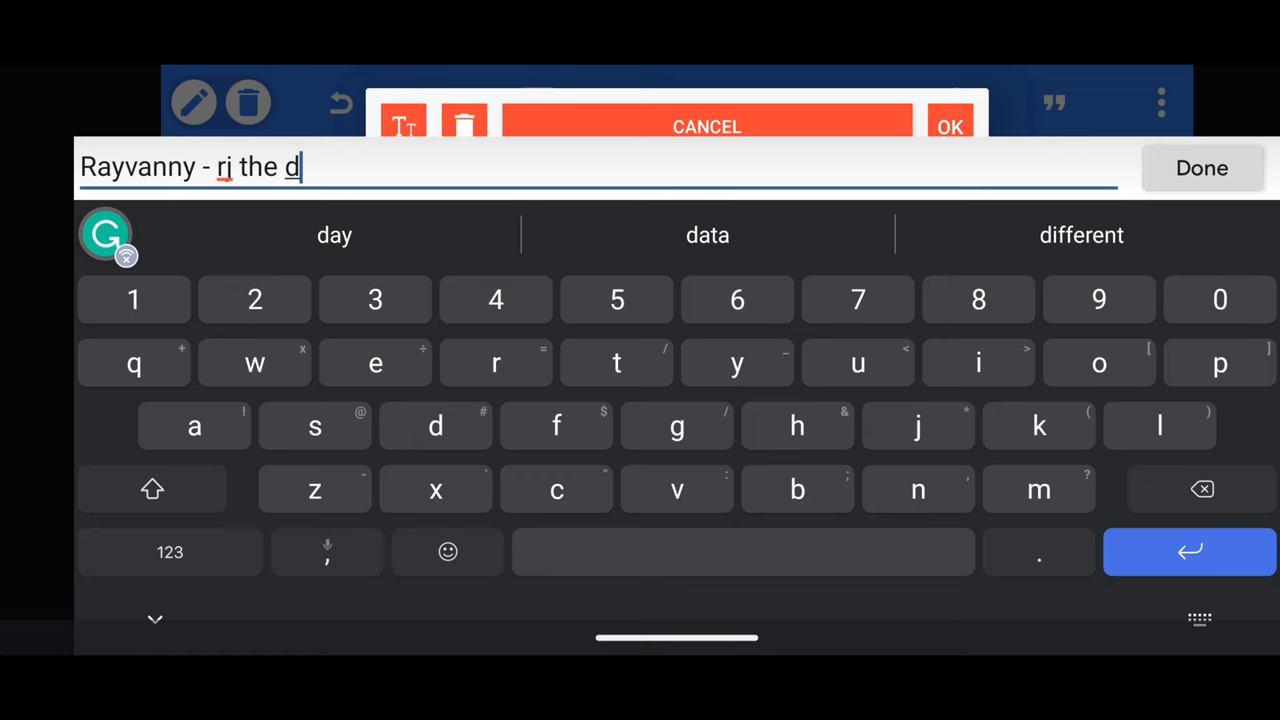 TT
CANCEL
OK
Rayvanny - rj the d
Done
day data different
1 2 3 4 5 6 7 8 9 0
q + w x e ÷ r = t / y _ u < i > o [ p ]
a ! s @ d # f $ g / h & j * k ( l )
z - x ' c " v : b ; n , m ?
123 , .